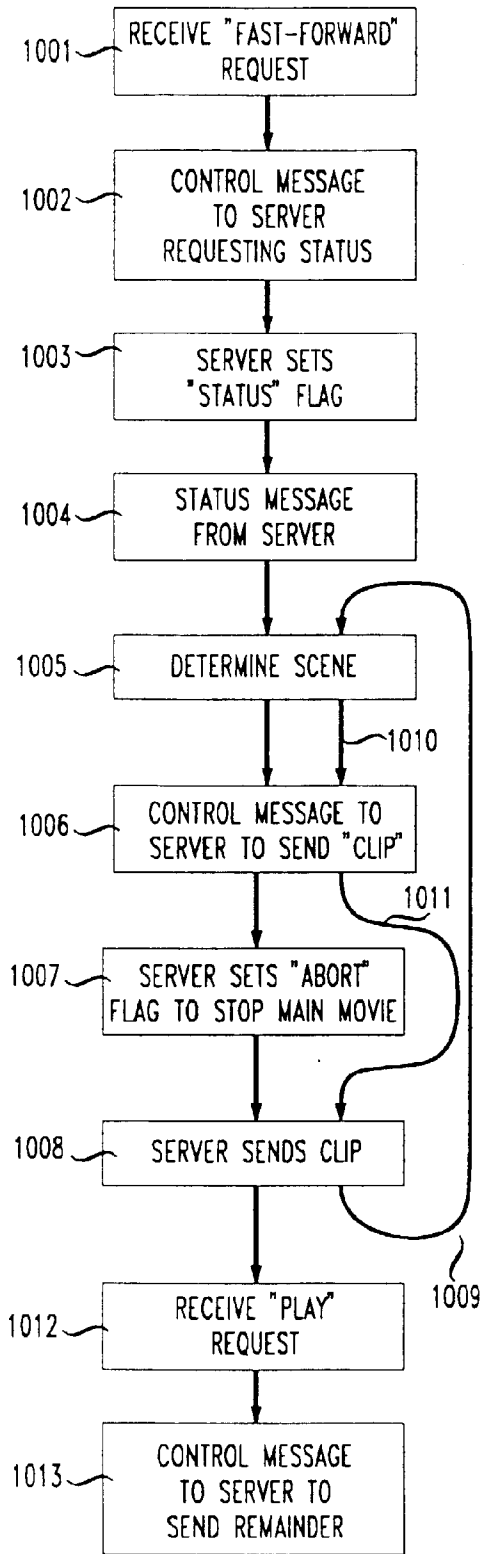 1001
RECEIVE "FAST-FORWARD"
REQUEST
1002
CONTROL MESSAGE
TO SERVER
REQUESTING STATUS
1003
SERVER SETS
"STATUS" FLAG
1004
STATUS MESSAGE
FROM SERVER
1005
DETERMINE SCENE
1010
1006
CONTROL MESSAGE TO
SERVER TO SEND "CLIP"
1011
1007
SERVER SETS "ABORT"
FLAG TO STOP MAIN MOVIE
1008
SERVER SENDS CLIP
1009
1012
RECEIVE "PLAY"
REQUEST
1013
CONTROL MESSAGE
TO SERVER TO
SEND REMAINDER